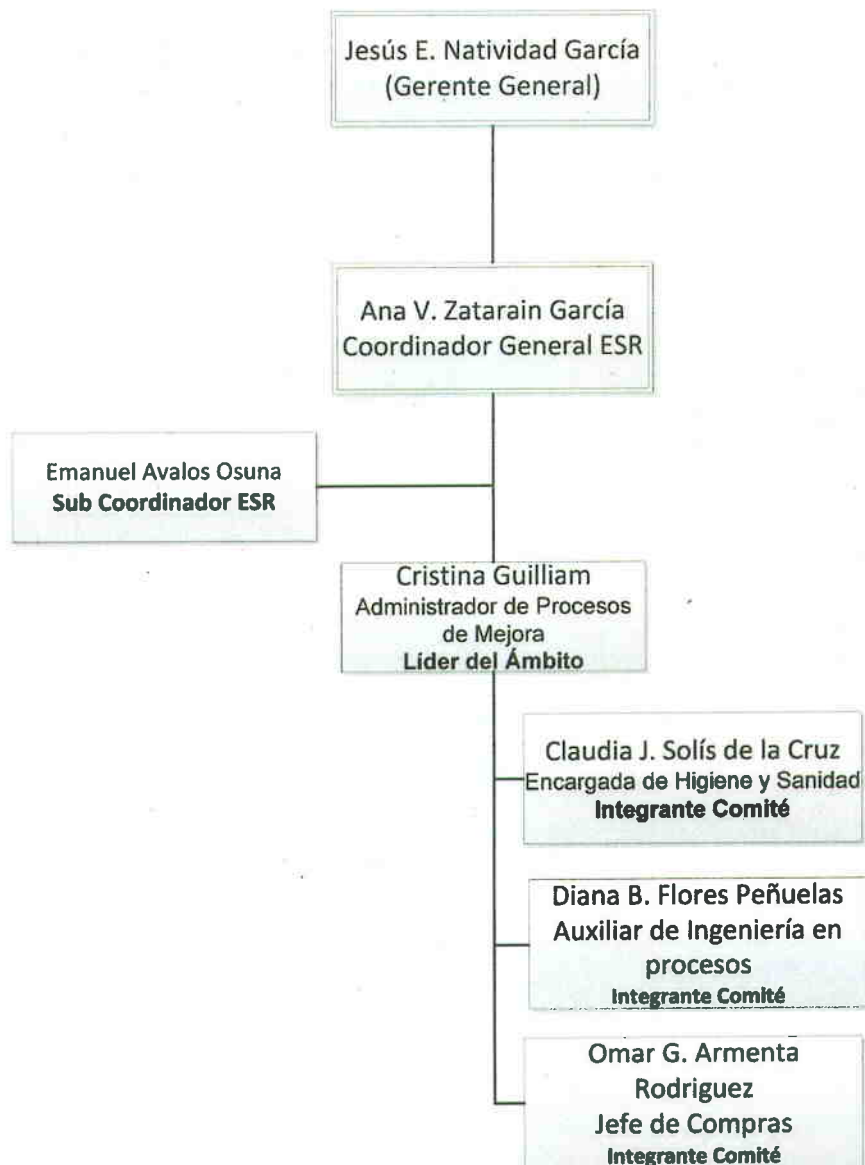 Jesús E. Natividad García
(Gerente General)
Ana V. Zatarain García
Coordinador General ESR
Emanuel Avalos Osuna
Sub Coordinador ESR
Cristina Guilliam
Administrador de Procesos
de Mejora
Líder del Ámbito
Claudia J. Solís de la Cruz
Encargada de Higiene y Sanidad
Integrante Comité
Diana B. Flores Peñuelas
Auxiliar de Ingeniería en
procesos
Integrante Comité
Omar G. Armenta
Rodriguez
Jefe de Compras
Integrante Comité